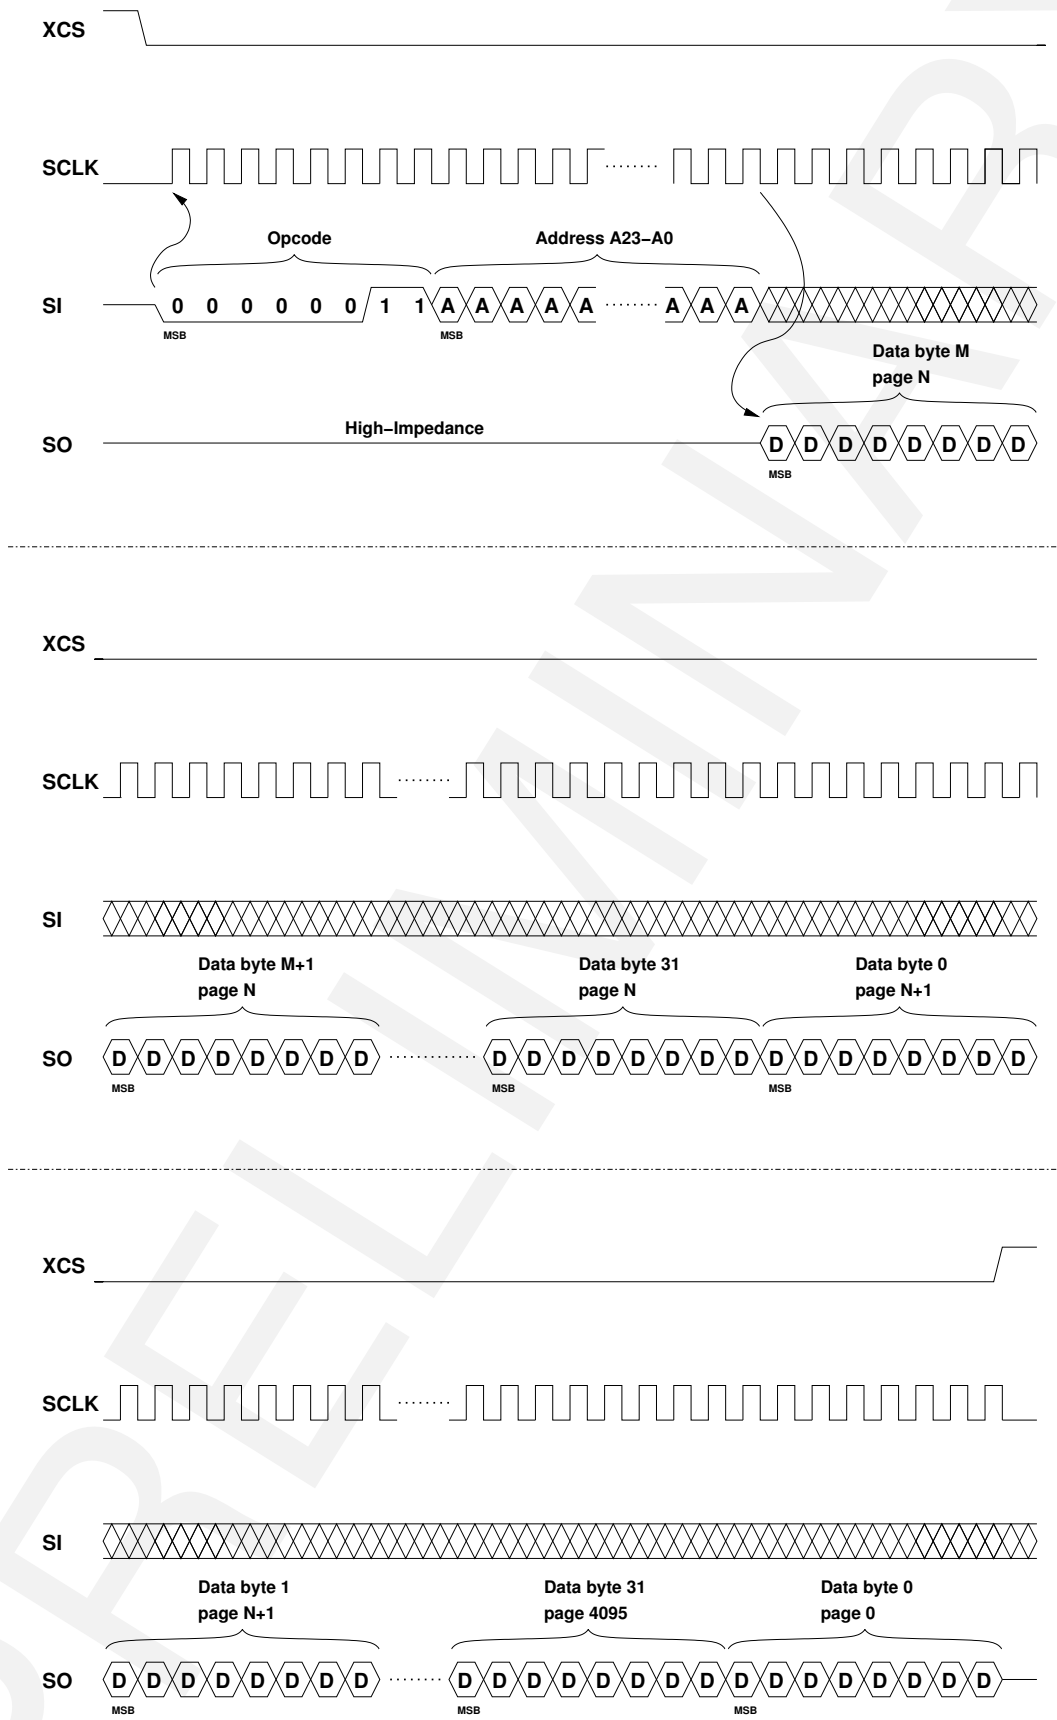 XCS
SCLK
Opcode
Address A23–A0
SI
0 0 0 0 0 0 1 1 A A A A A ........ A A A
MSB
MSB
Data byte M
page N
High–Impedance
SO
D D D D D D D D
MSB
XCS
SCLK
SI
Data byte M+1
page N
Data byte 31
page N
Data byte 0
page N+1
SO
D D D D D D D D ............. D D D D D D D D D D D D D D D D
MSB
MSB
MSB
XCS
SCLK
SI
Data byte 1
page N+1
Data byte 31
page 4095
Data byte 0
page 0
SO
D D D D D D D D ........ D D D D D D D D D D D D D D D D
MSB
MSB
MSB
PRELIMINARY